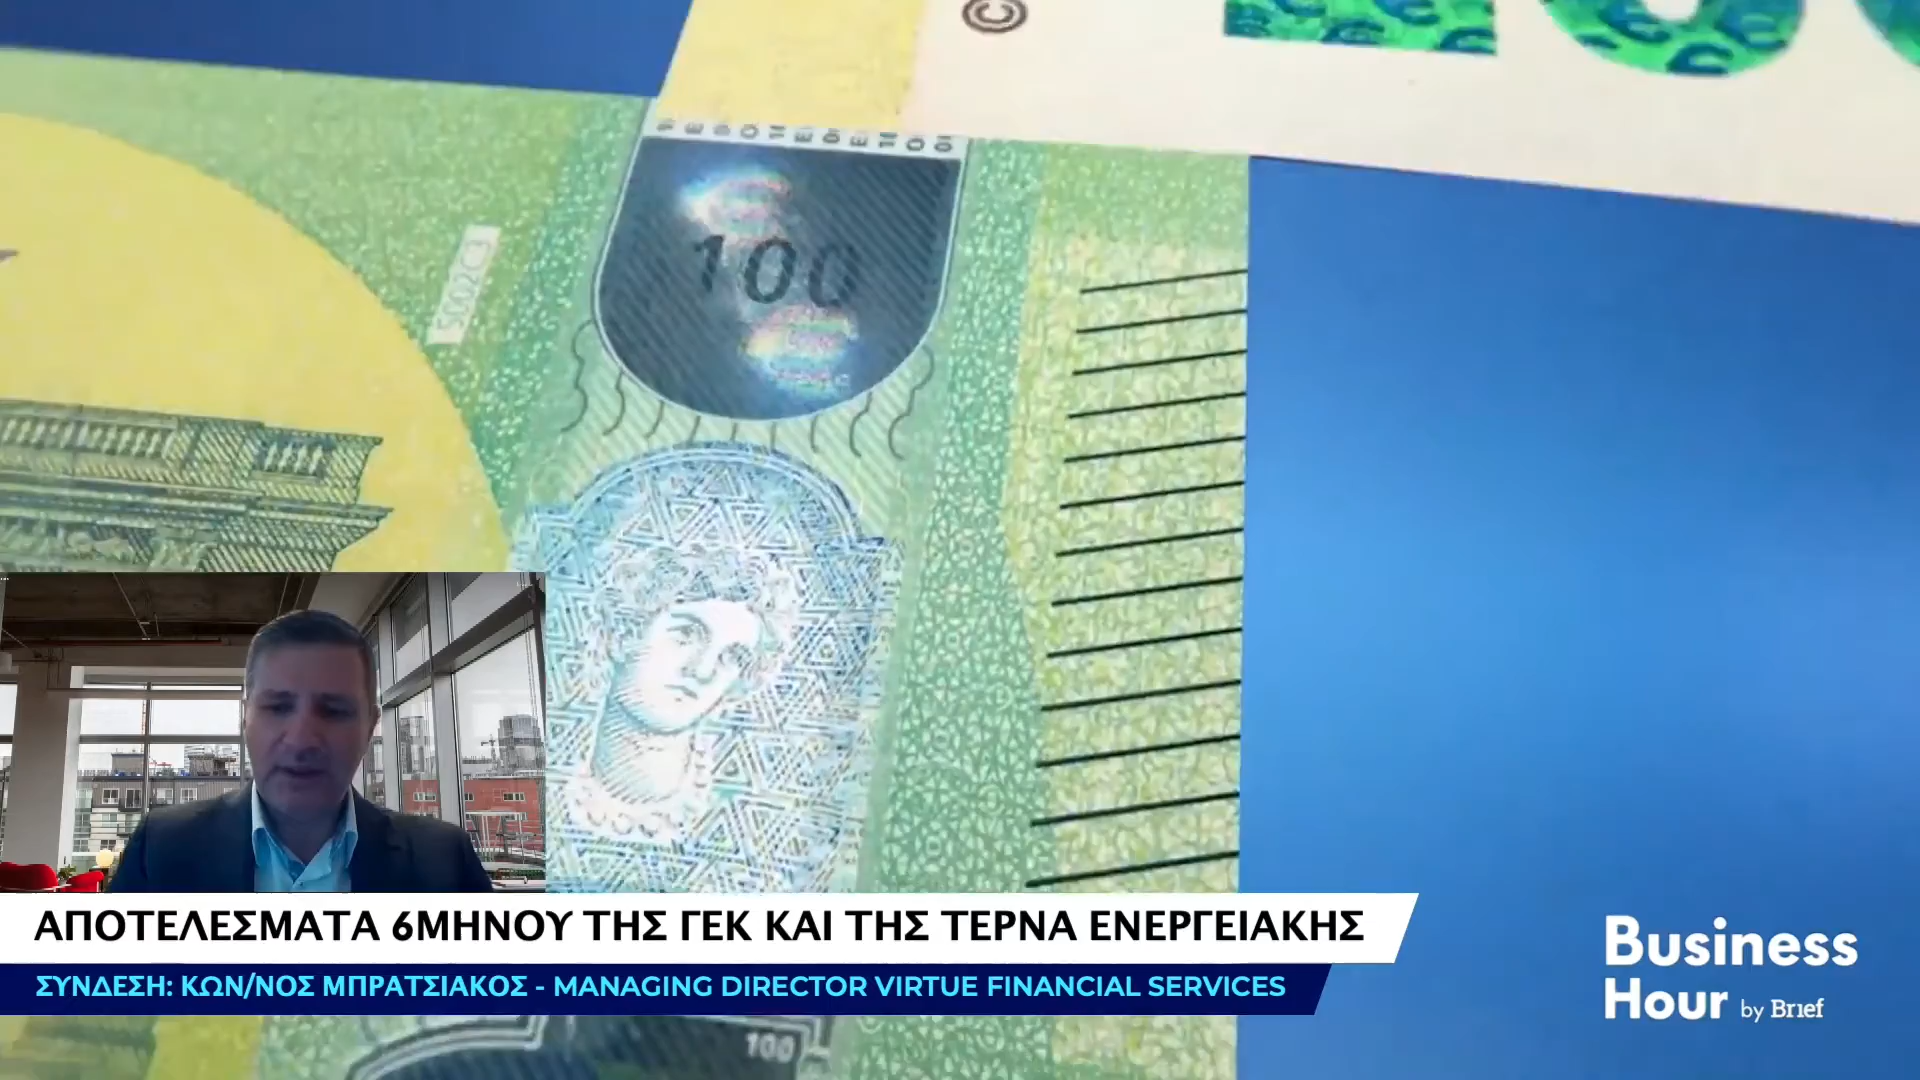 ©
100
S02C3
ΑΠΟΤΕΛΕΣΜΑΤΑ 6ΜΗΝΟΥ ΤΗΣ ΓΕΚ ΚΑΙ ΤΗΣ ΤΕΡΝΑ ΕΝΕΡΓΕΙΑΚΗΣ
ΣΥΝΔΕΣΗ: ΚΩΝ/ΝΟΣ ΜΠΡΑΤΣΙΑΚΟΣ - MANAGING DIRECTOR VIRTUE FINANCIAL SERVICES
Business
Hour by Brief
100